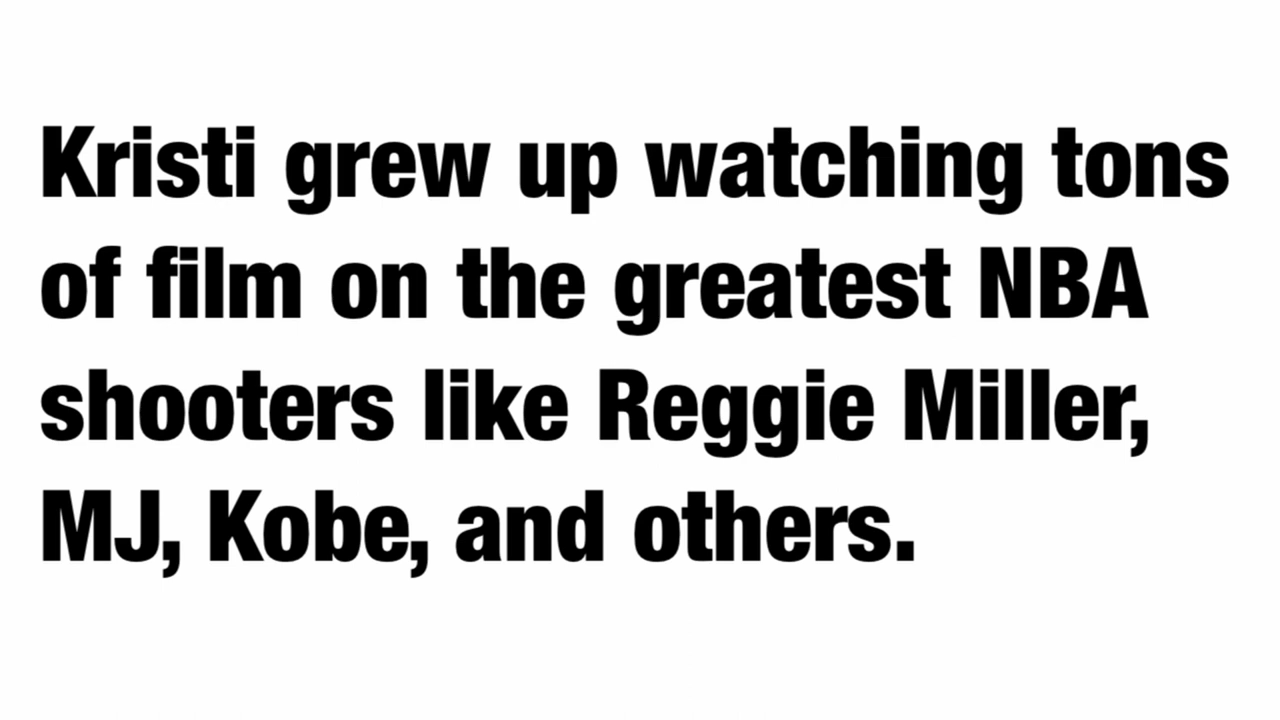 Kristi grew up watching tons
of film on the greatest NBA
shooters like Reggie Miller,
MJ, Kobe, and others.